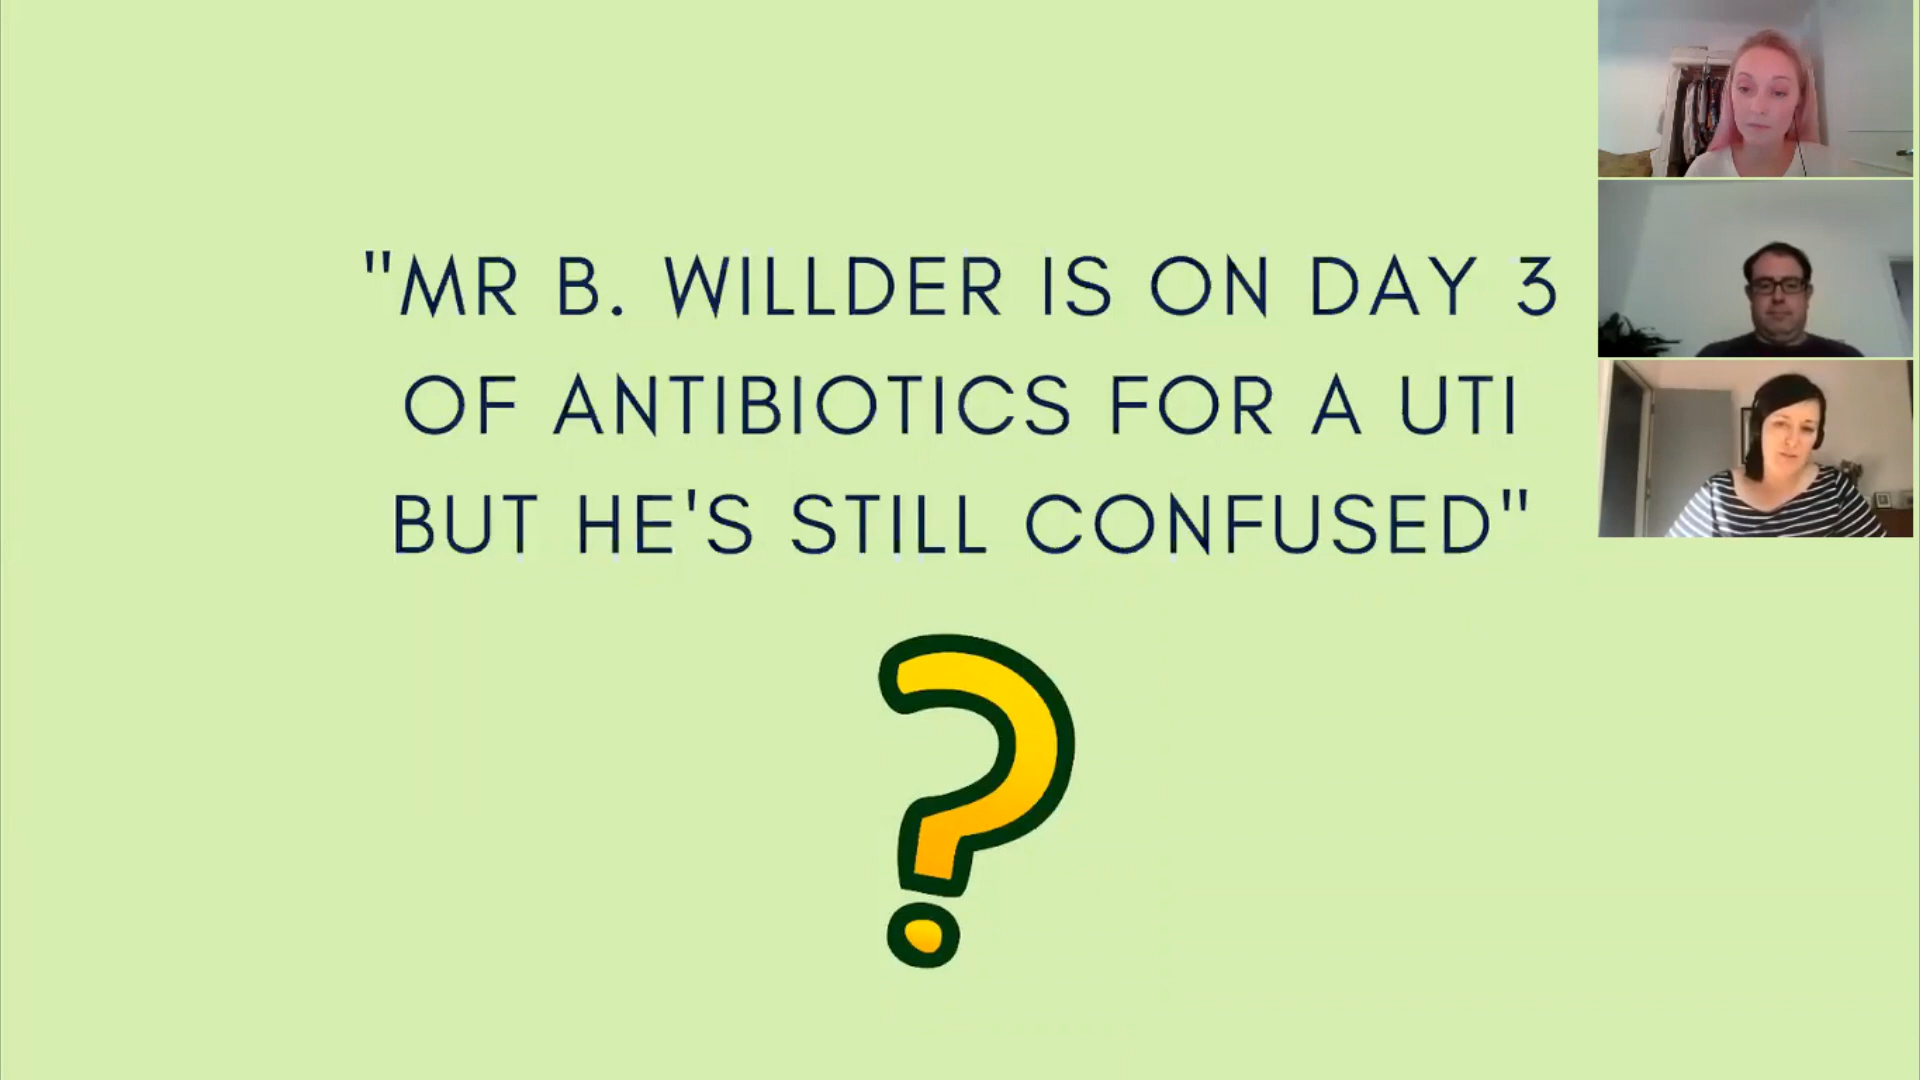 "MR B. WILLDER IS ON DAY 3
OF ANTIBIOTICS FOR A UTI
BUT HE'S STILL CONFUSED"
?